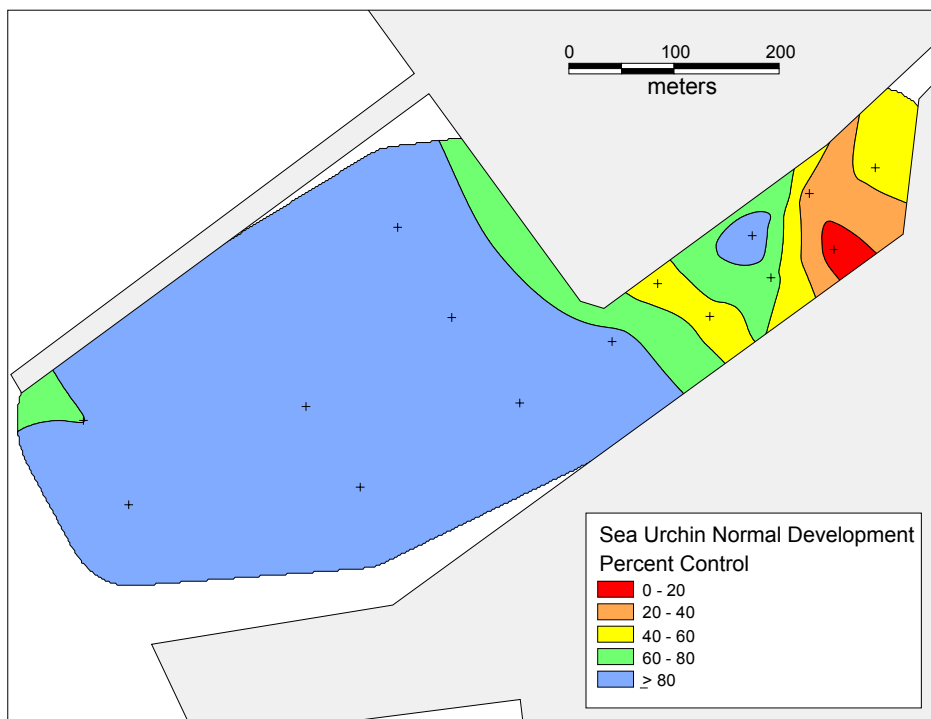 0 100 200
meters
Sea Urchin Normal Development
Percent Control
0 - 20
20 - 40
40 - 60
60 - 80
≥ 80